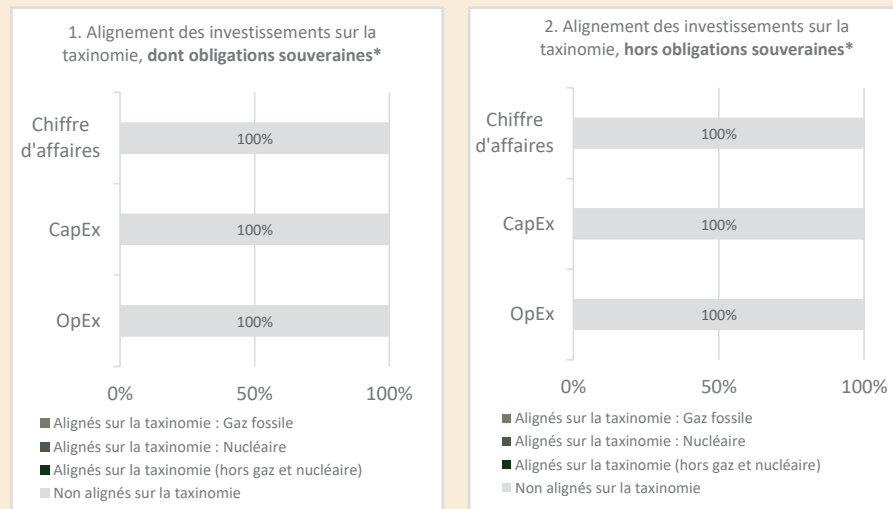 1. Alignement des investissements sur la
taxinomie, dont obligations souveraines*
Chiffre
d'affaires
100%
CapEx
100%
OpEx
100%
0%
50%
100%
Alignés sur la taxinomie : Gaz fossile
Alignés sur la taxinomie : Nucléaire
Alignés sur la taxinomie (hors gaz et nucléaire)
Non alignés sur la taxinomie
2. Alignement des investissements sur la
taxinomie, hors obligations souveraines*
Chiffre
d'affaires
100%
CapEx
100%
OpEx
100%
0%
50%
100%
Alignés sur la taxinomie : Gaz fossile
Alignés sur la taxinomie : Nucléaire
Alignés sur la taxinomie (hors gaz et nucléaire)
Non alignés sur la taxinomie